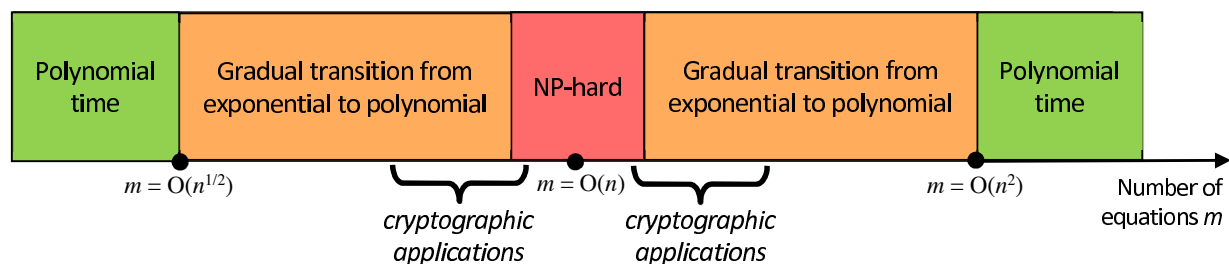 Polynomial
time
Gradual transition from
exponential to polynomial
NP-hard
Gradual transition from
exponential to polynomial
Polynomial
time
m = O(n^{1/2})
m = O(n)
m = O(n²)
Number of
equations m
cryptographic
applications
cryptographic
applications